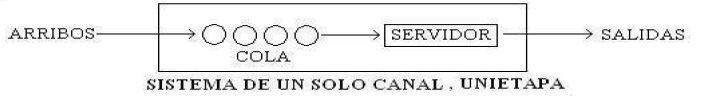 ARRIBOS
SERVIDOR
SALIDAS
COLA
SISTEMA DE UN SOLO CANAL , UNIETAPA